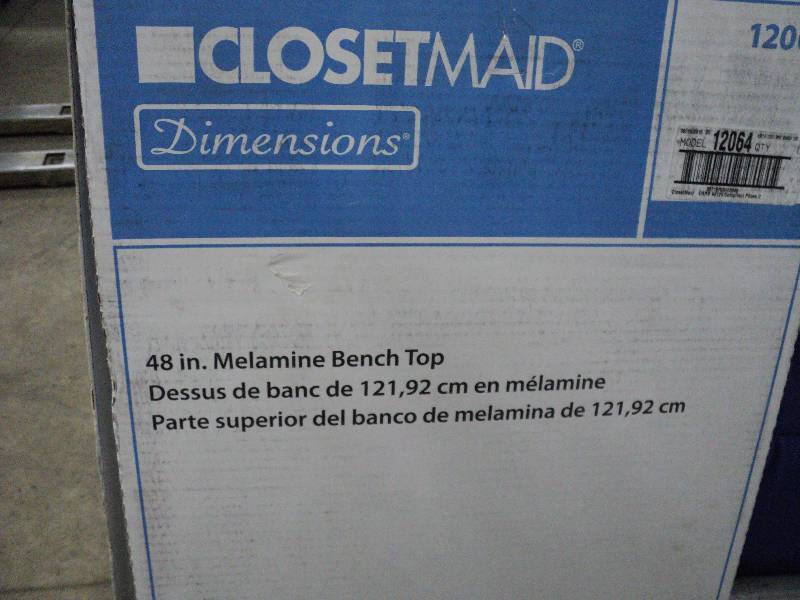 CLOSETMAID®
Dimensions®
120
MODEL 12064 QTY
48 in. Melamine Bench Top
Dessus de banc de 121,92 cm en mélamine
Parte superior del banco de melamina de 121,92 cm